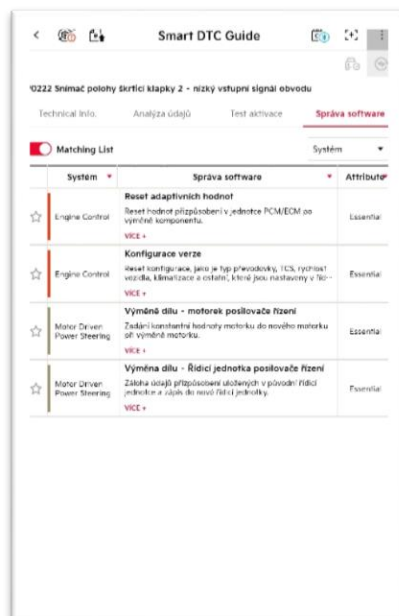 Smart DTC Guide
P0222 Snímač polohy škrticí klapky 2 - nízký vstupní signál obvodu
Technical Info. Analýza údajů Test aktivace Správa software
Matching List Systém
Systém Správa software Attribute
Engine Control
Reset adaptivních hodnot
Reset hodnot přizpůsobení v jednotce PCM/ECM po
výměně komponentu.
VÍCE +
Essential
Engine Control
Konfigurace verze
Reset konfigurace, jako je typ převodovky, TCS, rychlost
vozidla, klimatizace a ostatní, které jsou nastaveny v říd--
VÍCE +
Essential
Motor Driven
Power Steering
Výměně dílu - motorek posilovače řízení
Zadání konstantní hodnoty motorku do nového motorku
při výměně motorku.
VÍCE +
Essential
Motor Driven
Power Steering
Výměna dílu - Řídicí jednotka posilovače řízení
Záloha údajů přizpůsobení uložených v původní řídicí
jednotce a zápis do nové řídicí jednotky.
VÍCE +
Essential